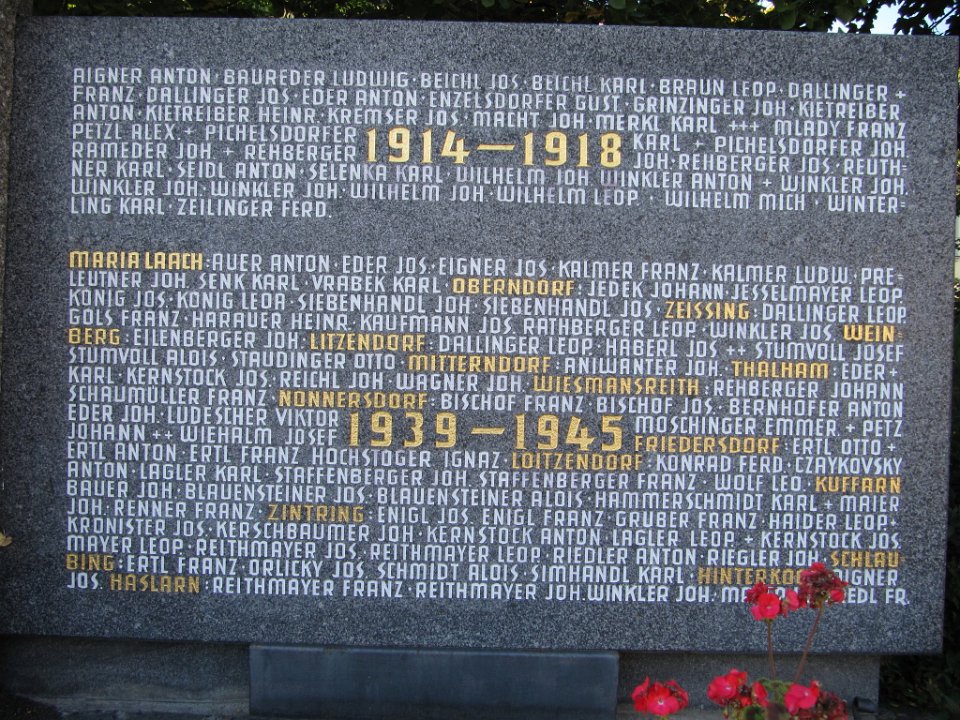 AIGNER ANTON · BAUREDER LUDWIG · BEICHL JOS · BEICHL KARL · BRAUN LEOP · DALLINGER +
FRANZ · DALLINGER JOS · EDER ANTON · ENZELSDORFER GUST · GRINZINGER JOH · KIETREIBER
ANTON · KIETREIBER HEINR · KREMSER JOS · MACHT JOH · MERKL KARL +++ MLADY FRANZ
PETZL ALEX. + PICHELSDORFER KARL + PICHELSDORFER JOH
1914–1918
RAMEDER JOH + REHBERGER JOH · REHBERGER JOS · REUTH=
NER KARL · SEIDL ANTON · SELENKA KARL · WILHELM JOH · WINKLER ANTON + WINKLER JOH.
WINKLER JOH · WINKLER JOH · WILHELM JOH · WILHELM LEOP · WILHELM MICH · WINTER=
LING KARL · ZEILINGER FERD.
MARIA LAACH : AUER ANTON · EDER JOS · EIGNER JOS · KALMER FRANZ · KALMER LUDW. PRE=
LEUTNER JOH. SENK KARL · VRABEK KARL · OBERNDORF : JEDEK JOHANN · JESSELMAYER LEOP.
KÖNIG JOS · KÖNIG LEOP · SIEBENHANDL JOH · SIEBENHANDL JOS · ZEISSING : DALLINGER LEOP
GÖLS FRANZ · HARAUER HEINR. KAUFMANN JOS · RATHBERGER LEOP · WINKLER JOS WEIN=
BERG : EILENBERGER JOH · LITZENDORF : DALLINGER LEOP · HABERL JOS ++ STUMVOLL JOSEF
STUMVOLL ALOIS · STAUDINGER OTTO · MITTERNDORF : ANIWANTER JOH · THALHAM : EDER +
KARL · KERNSTOCK JOS · REICHL JOH · WAGNER JOH · WIESMANSREITH : REHBERGER JOHANN
SCHAUMÜLLER FRANZ · NONNERSDORF : BISCHOF FRANZ · BISCHOF JOS · BERNHOFER ANTON
EDER JOH · LUDESCHER VIKTOR MOSCHINGER EMMER. + PETZ
1939–1945
JOHANN ++ WIEHALM JOSEF FRIEDERSDORF : ERTL OTTO +
ERTL ANTON · ERTL FRANZ · HOCHSTÖGER IGNAZ · LOITZENDORF : KONRAD FERD · CZAYKOVSKY
ANTON · LAGLER KARL · STAFFENBERGER JOH · STAFFENBERGER FRANZ · WOLF LEO. KUFFARN
BAUER JOH · BLAUENSTEINER JOS · BLAUENSTEINER ALOIS · HAMMERSCHMIDT KARL + MAIER
JOH · RENNER FRANZ · ZINTRING : ENIGL JOS · ENIGL FRANZ · GRUBER FRANZ · HAIDER LEOP +
KRONISTER JOS · KERSCHBAUMER JOH · KERNSTOCK ANTON · LAGLER LEOP + KERNSTOCK JOS.
MAYER LEOP · REITHMAYER JOS · REITHMAYER LEOP · RIEDLER ANTON · RIEGLER JOH · SCHLAU
BING : ERTL FRANZ · ORLICKY JOS · SCHMIDT ALOIS · SIMHANDL KARL · WAGNER
JOS. HASLARN : REITHMAYER FRANZ · REITHMAYER JOH. WINKLER JOH. FR.